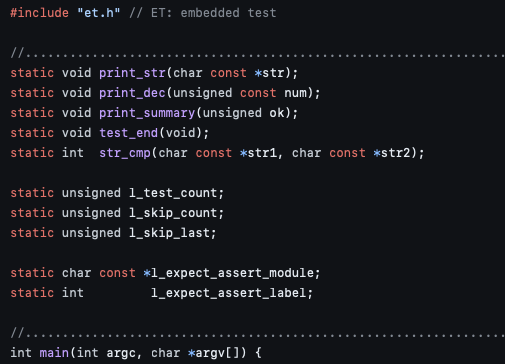 #include "et.h" // ET: embedded test
//................................................................
static void print_str(char const *str);
static void print_dec(unsigned const num);
static void print_summary(unsigned ok);
static void test_end(void);
static int  str_cmp(char const *str1, char const *str2);
static unsigned l_test_count;
static unsigned l_skip_count;
static unsigned l_skip_last;
static char const *l_expect_assert_module;
static int         l_expect_assert_label;
//................................................................
int main(int argc, char *argv[]) {